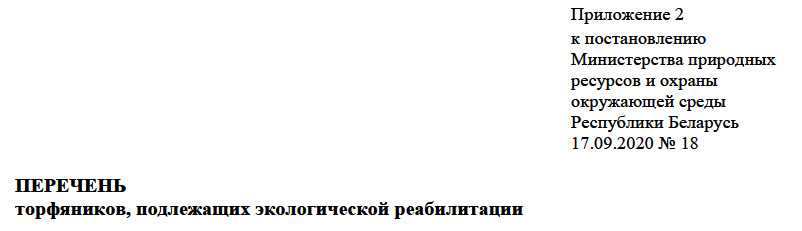 Приложение 2
к постановлению
Министерства природных
ресурсов и охраны
окружающей среды
Республики Беларусь
17.09.2020 № 18
ПЕРЕЧЕНЬ
торфяников, подлежащих экологической реабилитации